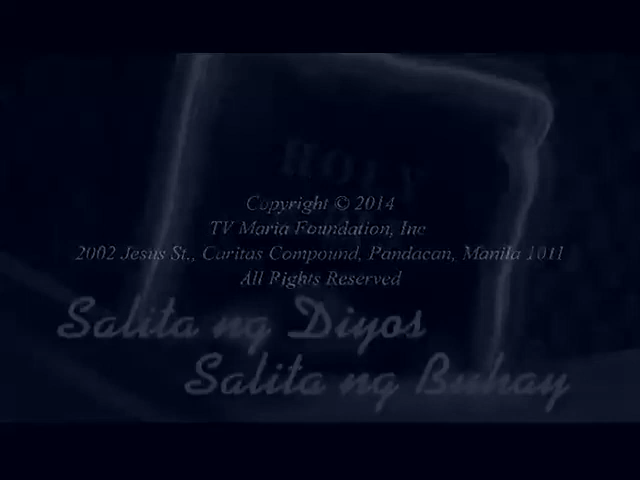 HOLY
Copyright © 2014
TV Maria Foundation, Inc
2002 Jesus St., Caritas Compound, Pandacan, Manila 1011
All Rights Reserved
Salita ng Diyos
Salita ng Buhay